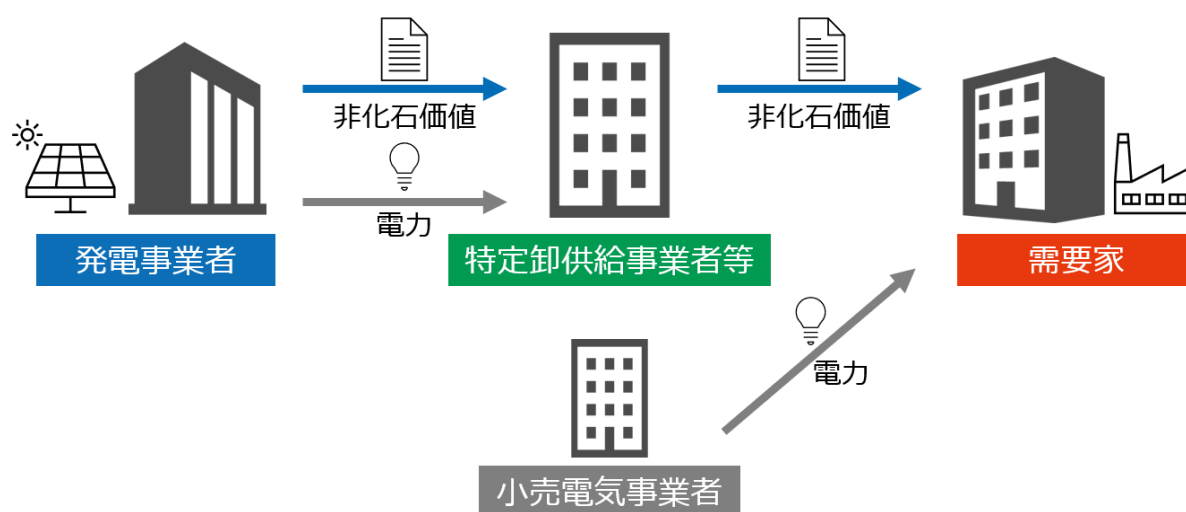 非化石価値
非化石価値
電力
発電事業者
特定卸供給事業者等
需要家
電力
小売電気事業者